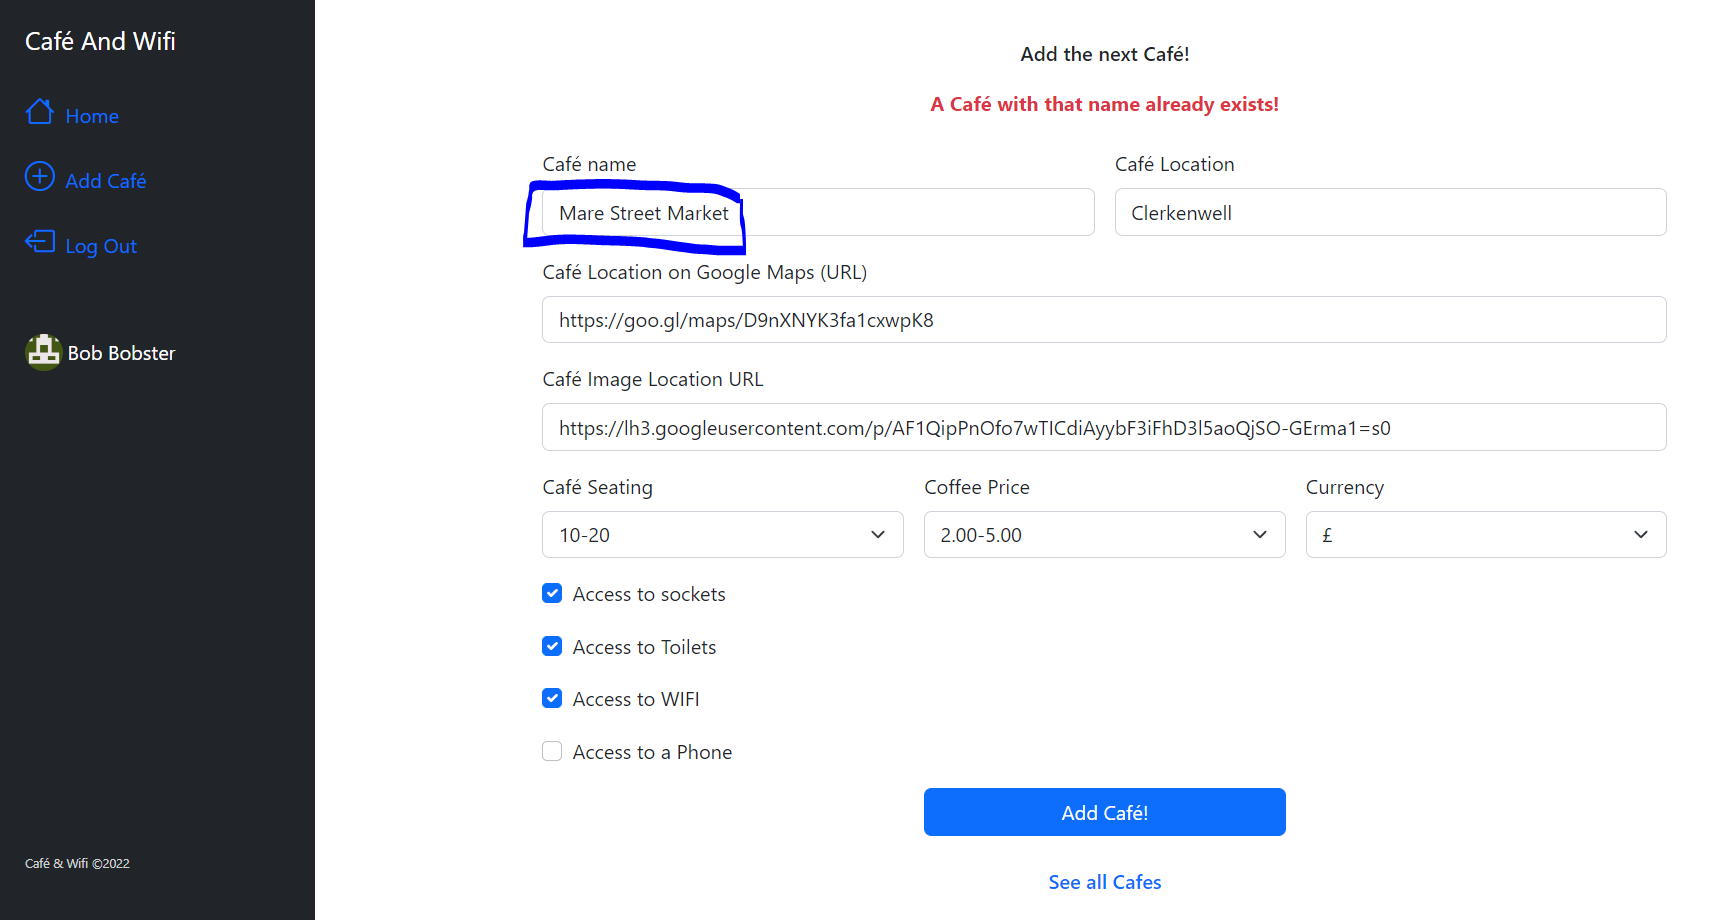 Café And Wifi
Home
Add Café
Log Out
Bob Bobster
Café & Wifi ©2022
Add the next Café!
A Café with that name already exists!
Café name
Café Location
Mare Street Market
Clerkenwell
Café Location on Google Maps (URL)
https://goo.gl/maps/D9nXNYK3fa1cxwpK8
Café Image Location URL
https://lh3.googleusercontent.com/p/AF1QipPnOfo7wTICdiAyybF3iFhD3l5aoQjSO-GErma1=s0
Café Seating
Coffee Price
Currency
10-20
2.00-5.00
£
Access to sockets
Access to Toilets
Access to WIFI
Access to a Phone
Add Café!
See all Cafes